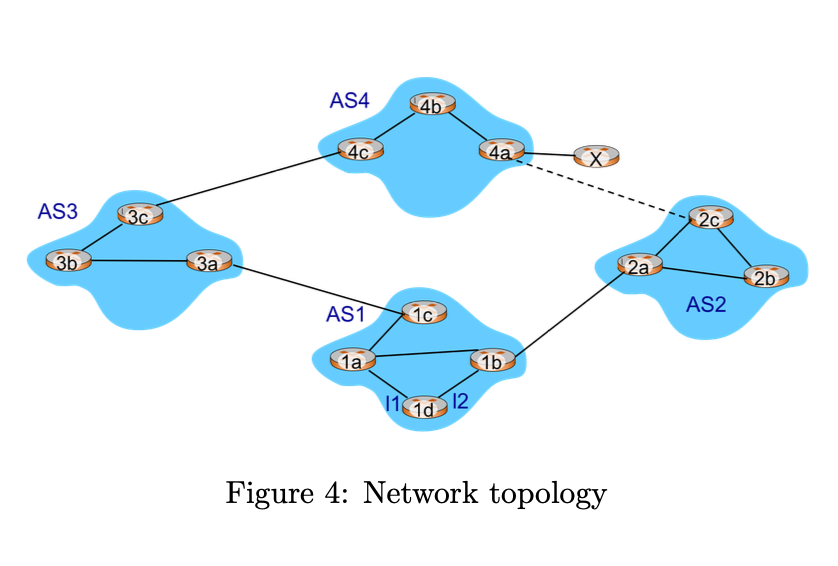 AS4
4b
4c
4a
X
AS3
3c
3b
3a
2c
2a
2b
AS2
AS1
1c
1a
1b
I1
1d
I2
Figure 4: Network topology